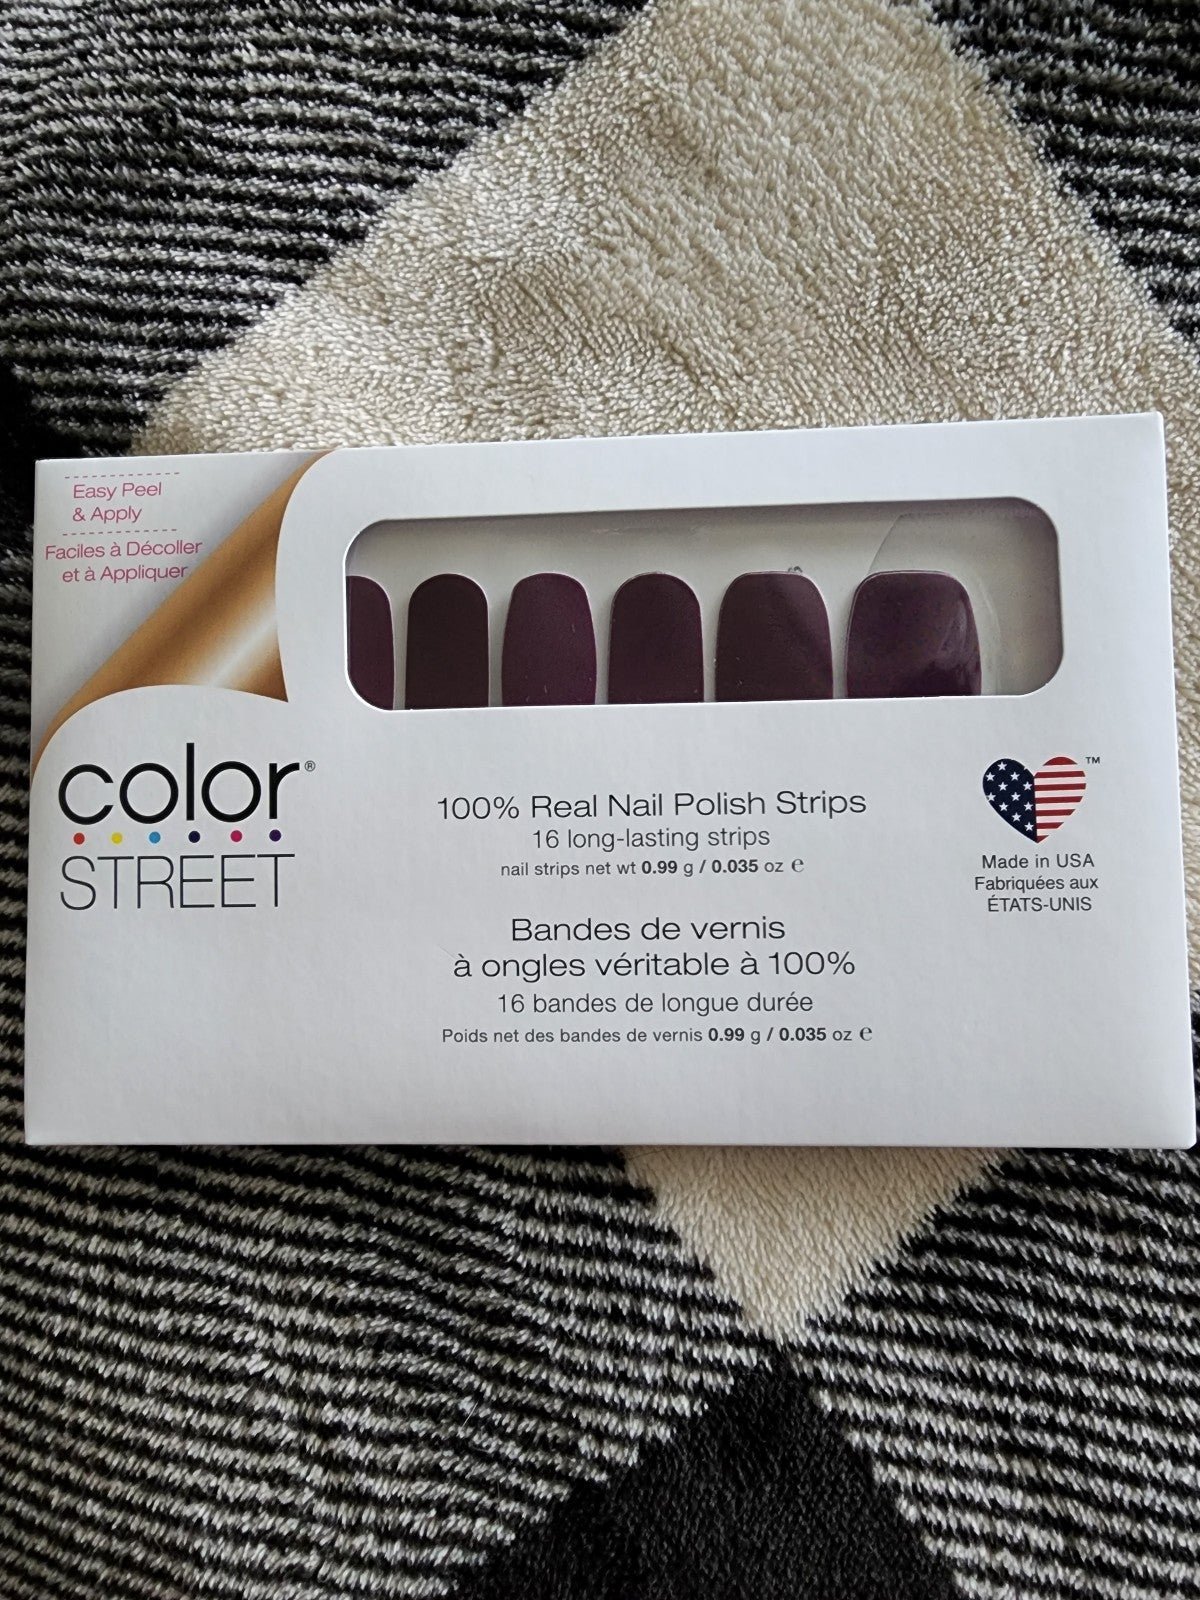 Easy Peel
& Apply
Faciles à Décoller
et à Appliquer
color®
STREET
100% Real Nail Polish Strips
16 long-lasting strips
nail strips net wt 0.99 g / 0.035 oz ℮
Bandes de vernis
à ongles véritable à 100%
16 bandes de longue durée
Poids net des bandes de vernis 0.99 g / 0.035 oz ℮
™
Made in USA
Fabriquées aux
ÉTATS-UNIS